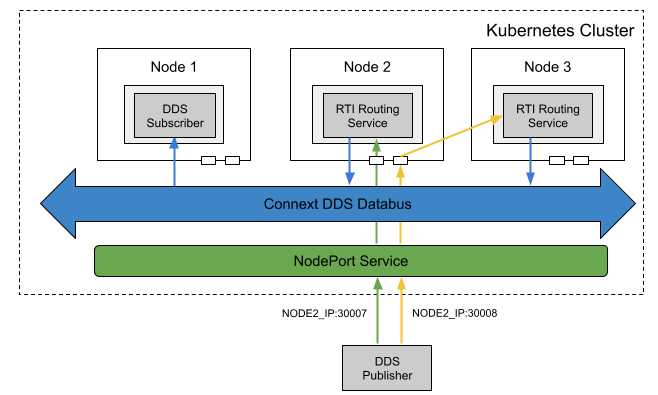 Kubernetes Cluster
Node 1
Node 2
Node 3
DDS
Subscriber
RTI Routing
Service
RTI Routing
Service
Connext DDS Databus
NodePort Service
NODE2_IP:30007
NODE2_IP:30008
DDS
Publisher